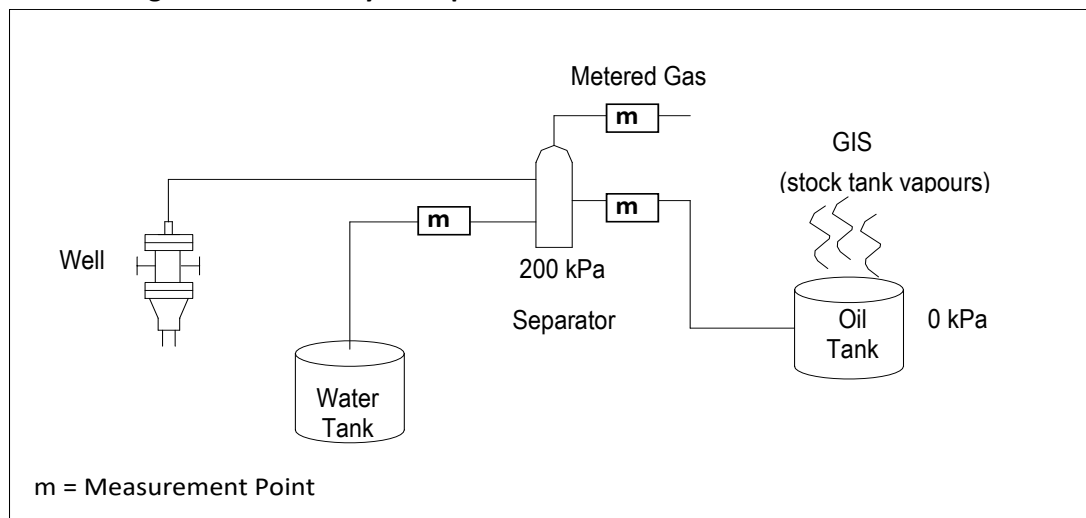 Metered Gas
m
GIS
(stock tank vapours)
m
m
Well
200 kPa
Separator
Oil
Tank
0 kPa
Water
Tank
m = Measurement Point